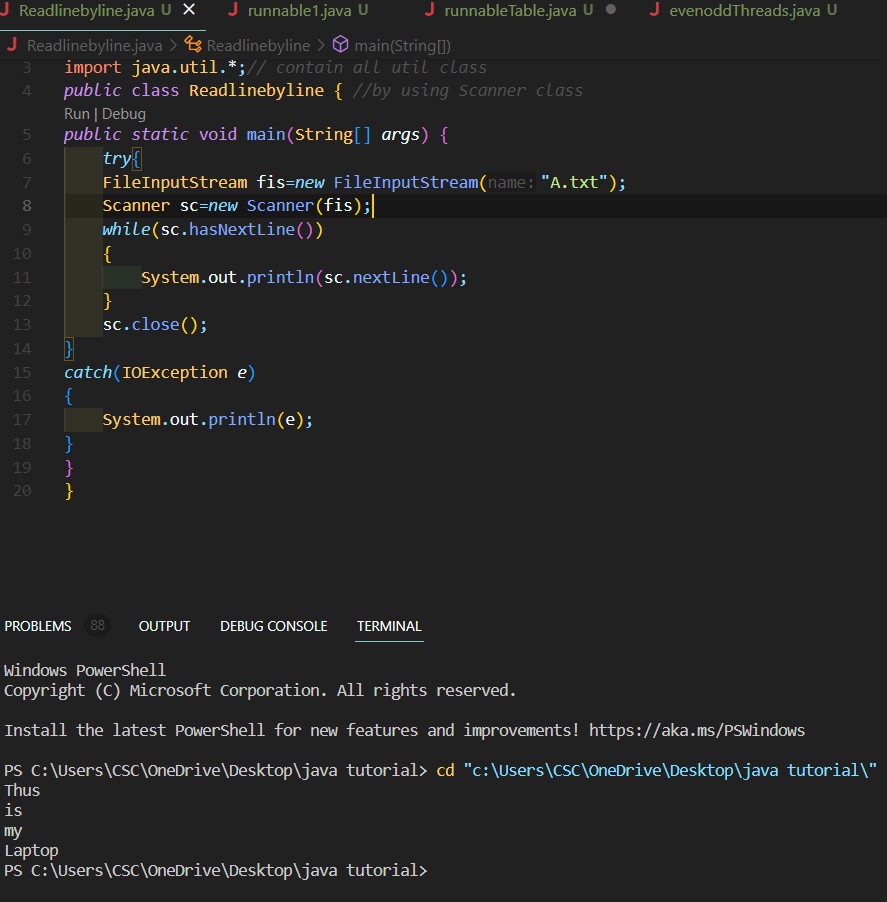 Readlinebyline.java U runnable1.java U runnableTable.java U evenoddThreads.java U
Readlinebyline.java > Readlinebyline > main(String[])
3 import java.util.*;// contain all util class
4 public class Readlinebyline { //by using Scanner class
Run | Debug
5 public static void main(String[] args) {
6 try{
7 FileInputStream fis=new FileInputStream(name: "A.txt");
8 Scanner sc=new Scanner(fis);
9 while(sc.hasNextLine())
10 {
11 System.out.println(sc.nextLine());
12 }
13 sc.close();
14 }
15 catch(IOException e)
16 {
17 System.out.println(e);
18 }
19 }
20 }
PROBLEMS 88 OUTPUT DEBUG CONSOLE TERMINAL
Windows PowerShell
Copyright (C) Microsoft Corporation. All rights reserved.
Install the latest PowerShell for new features and improvements! https://aka.ms/PSWindows
PS C:\Users\CSC\OneDrive\Desktop\java tutorial> cd "c:\Users\CSC\OneDrive\Desktop\java tutorial\"
Thus
is
my
Laptop
PS C:\Users\CSC\OneDrive\Desktop\java tutorial>